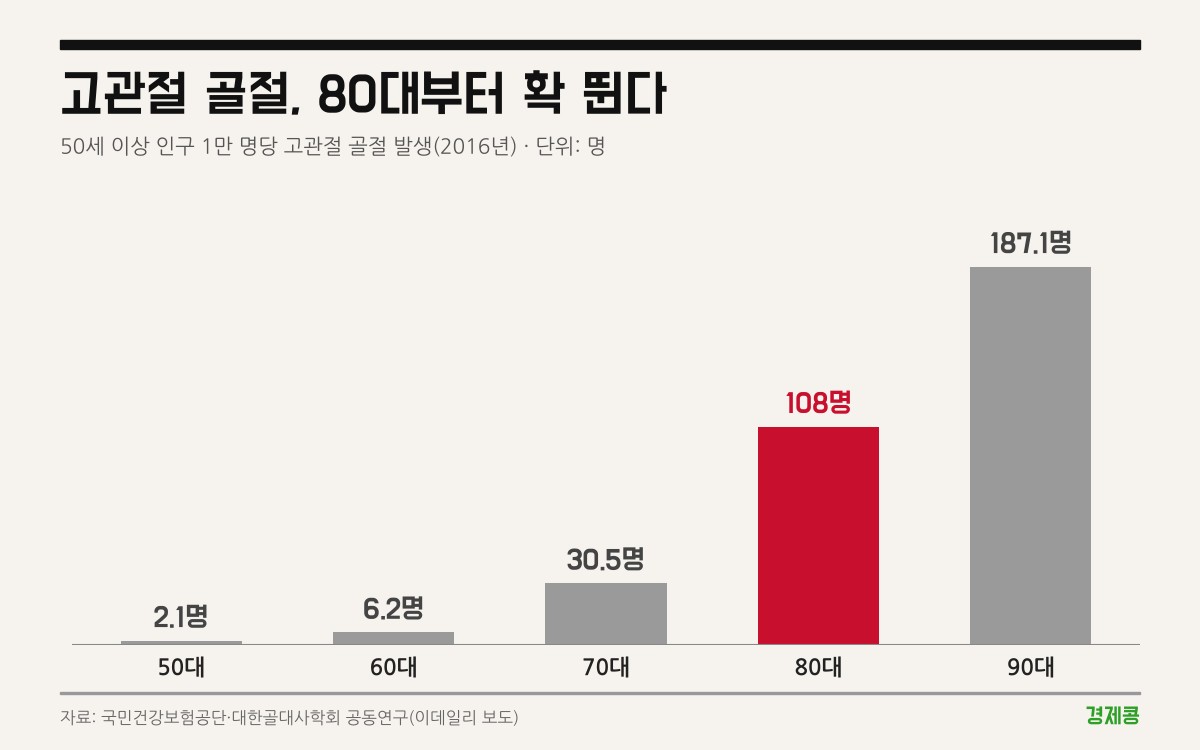 고관절 골절, 80대부터 확 뛴다
50세 이상 인구 1만 명당 고관절 골절 발생(2016년) · 단위: 명
187.1명
108명
30.5명
6.2명
2.1명
50대 60대 70대 80대 90대
자료: 국민건강보험공단·대한골대사학회 공동연구(이데일리 보도)
경제콩